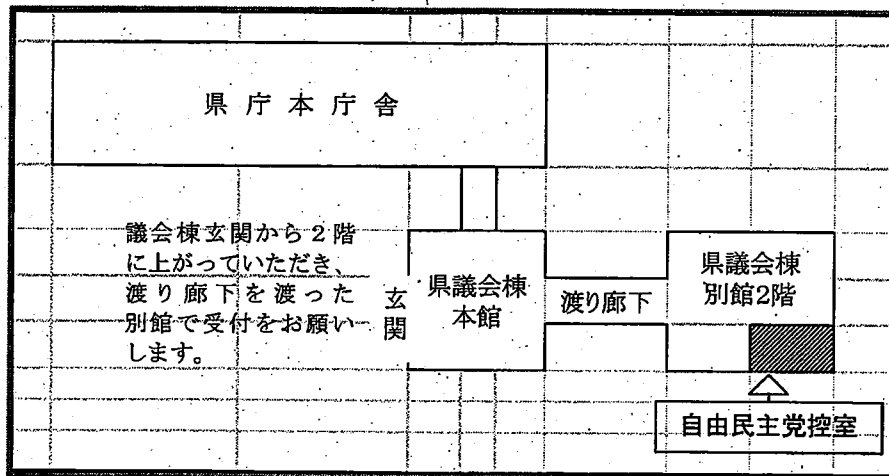 県庁本庁舎
議会棟玄関から2階
に上がっていただき、
渡り廊下を渡った
別館で受付をお願い
します。
玄関
県議会棟
本館
渡り廊下
県議会棟
別館2階
自由民主党控室